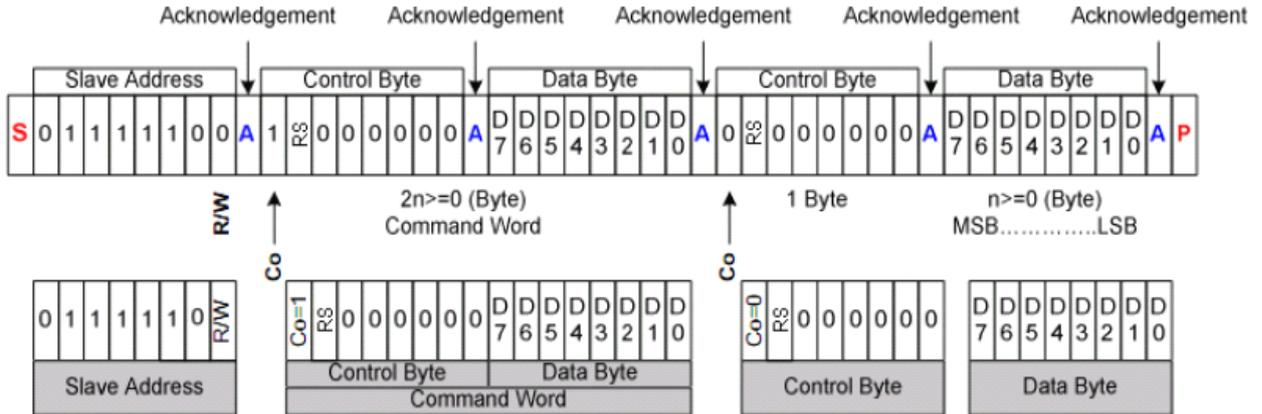 Acknowledgement Acknowledgement Acknowledgement Acknowledgement Acknowledgement
Slave Address Control Byte Data Byte Control Byte Data Byte
S 0 1 1 1 1 1 0 0 A 1 RS 0 0 0 0 0 0 A D7 D6 D5 D4 D3 D2 D1 D0 A 0 RS 0 0 0 0 0 0 A D7 D6 D5 D4 D3 D2 D1 D0 A P
R/W 2n>=0 (Byte) 1 Byte n>=0 (Byte)
Command Word MSB…………..LSB
Co Co
0 1 1 1 1 1 0 R/W Co=1 RS 0 0 0 0 0 0 D7 D6 D5 D4 D3 D2 D1 D0 Co=0 RS 0 0 0 0 0 0 D7 D6 D5 D4 D3 D2 D1 D0
Slave Address Control Byte Data Byte Control Byte Data Byte
Command Word